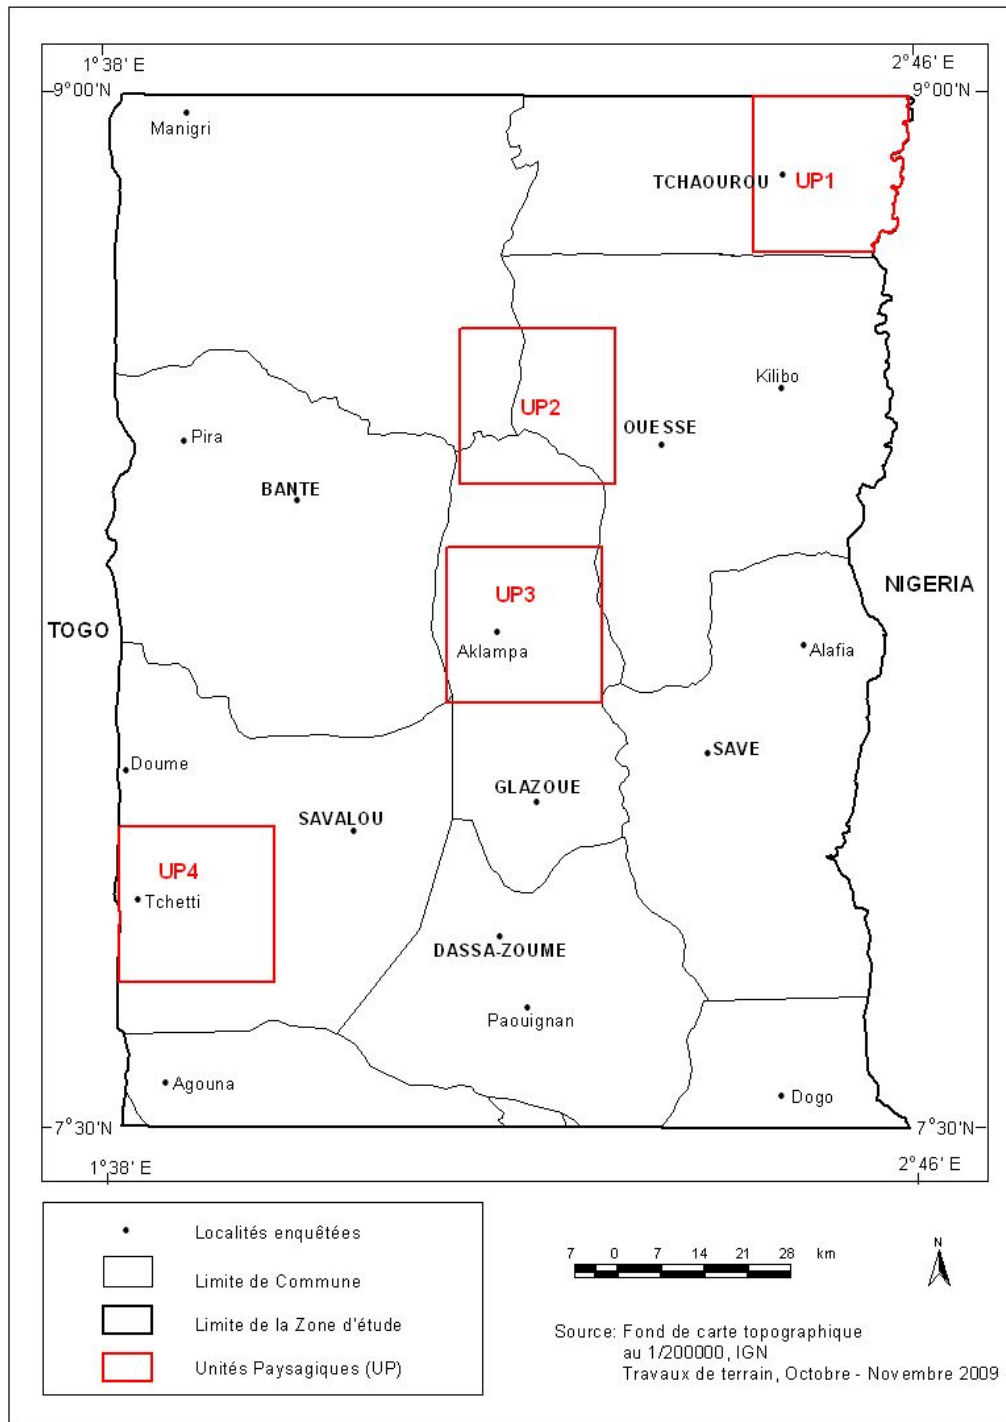 1°38' E
2°46' E
9°00'N
9°00'N
Manigri
TCHAOUROU
UP1
Kilibo
UP2
OUESSE
Pira
BANTE
NIGERIA
UP3
TOGO
Aklampa
Alafia
SAVE
Doume
GLAZOUE
SAVALOU
UP4
Tchetti
DASSA-ZOUME
Paouignan
Agouna
Dogo
7°30'N
7°30'N
1°38' E
2°46' E
Localités enquêtées
Limite de Commune
Limite de la Zone d'étude
Unités Paysagiques (UP)
7 0 7 14 21 28 km
N
Source: Fond de carte topographique
au 1/200000, IGN
Travaux de terrain, Octobre - Novembre 2009